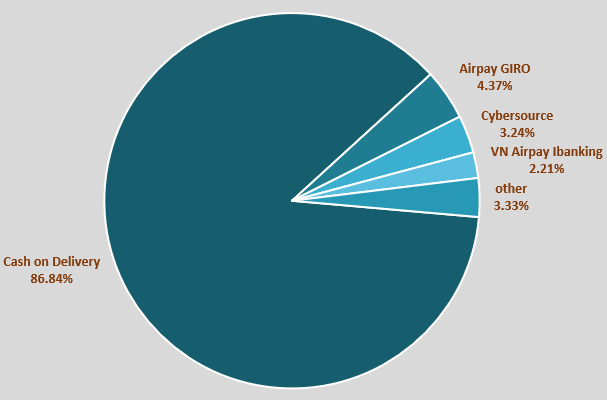 Airpay GIRO
4.37%
Cybersource
3.24%
VN Airpay Ibanking
2.21%
other
3.33%
Cash on Delivery
86.84%